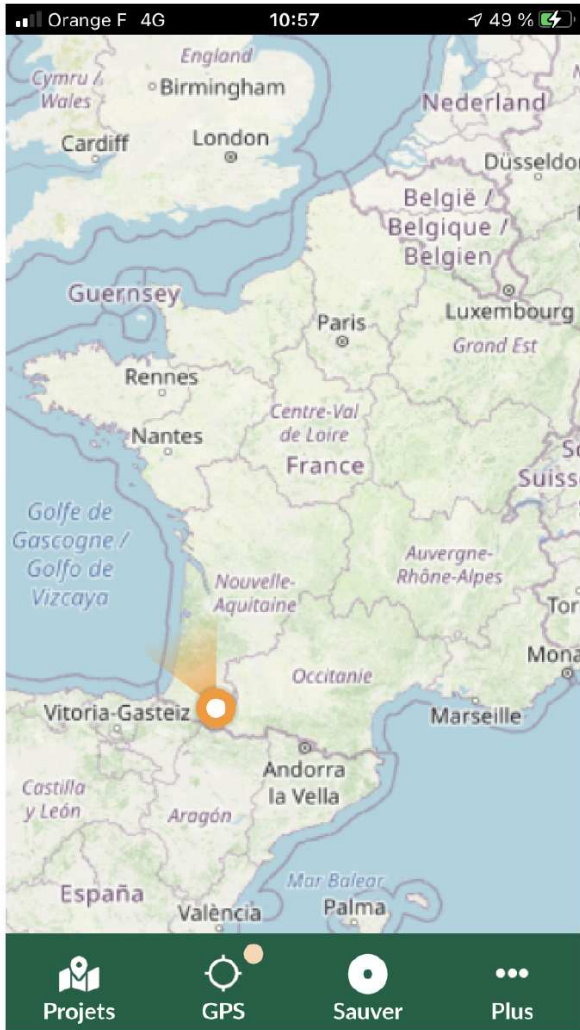 Orange F 4G 10:57 49 %
England
Cymru /
Wales
Birmingham
Nederland
Cardiff
London
Düsseldor
België /
Belgique /
Belgien
Guernsey
Luxembourg
Paris
Grand Est
Rennes
Centre-Val
de Loire
Nantes
France
Suisse
Golfe de
Gascogne /
Golfo de
Vizcaya
Auvergne-
Rhône-Alpes
Nouvelle-
Aquitaine
Tor
Occitanie
Mona
Vitoria-Gasteiz
Marseille
Andorra
la Vella
Castilla
y León
Aragón
Mar Balear
España
València
Palma
Projets GPS Sauver Plus